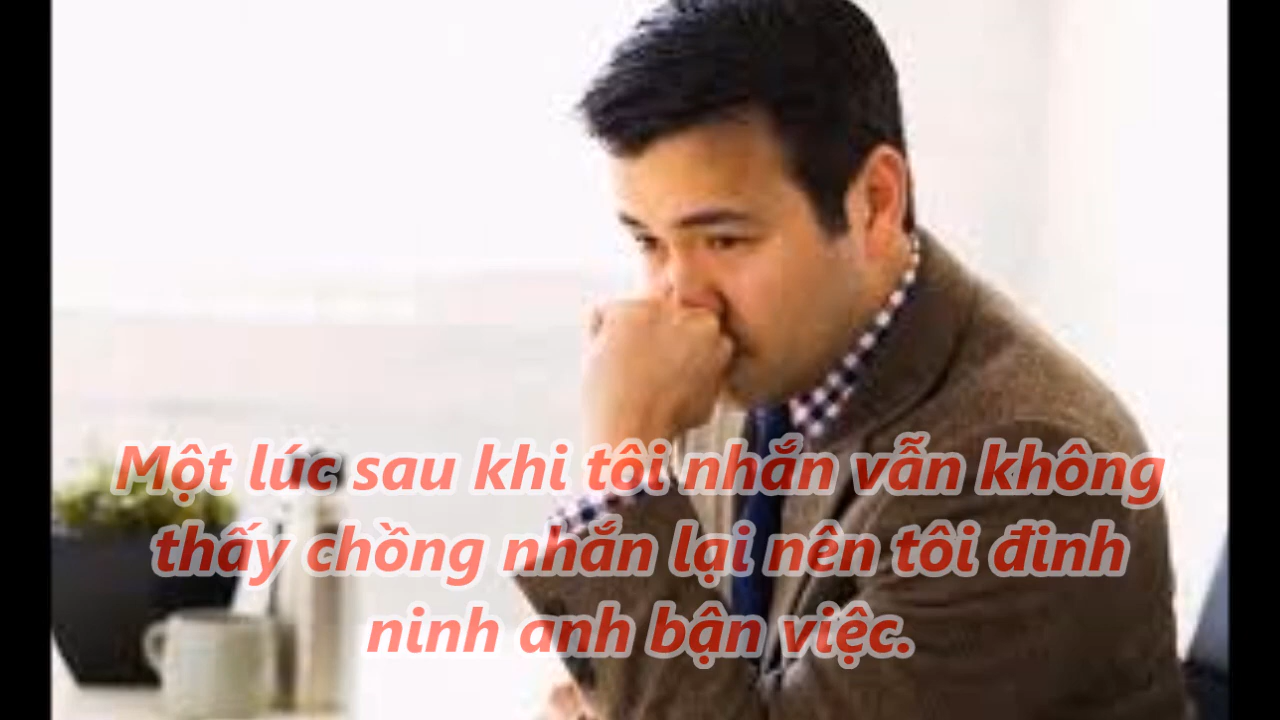 Một lúc sau khi tôi nhắn vẫn không
thấy chồng nhắn lại nên tôi đinh
ninh anh bận việc.